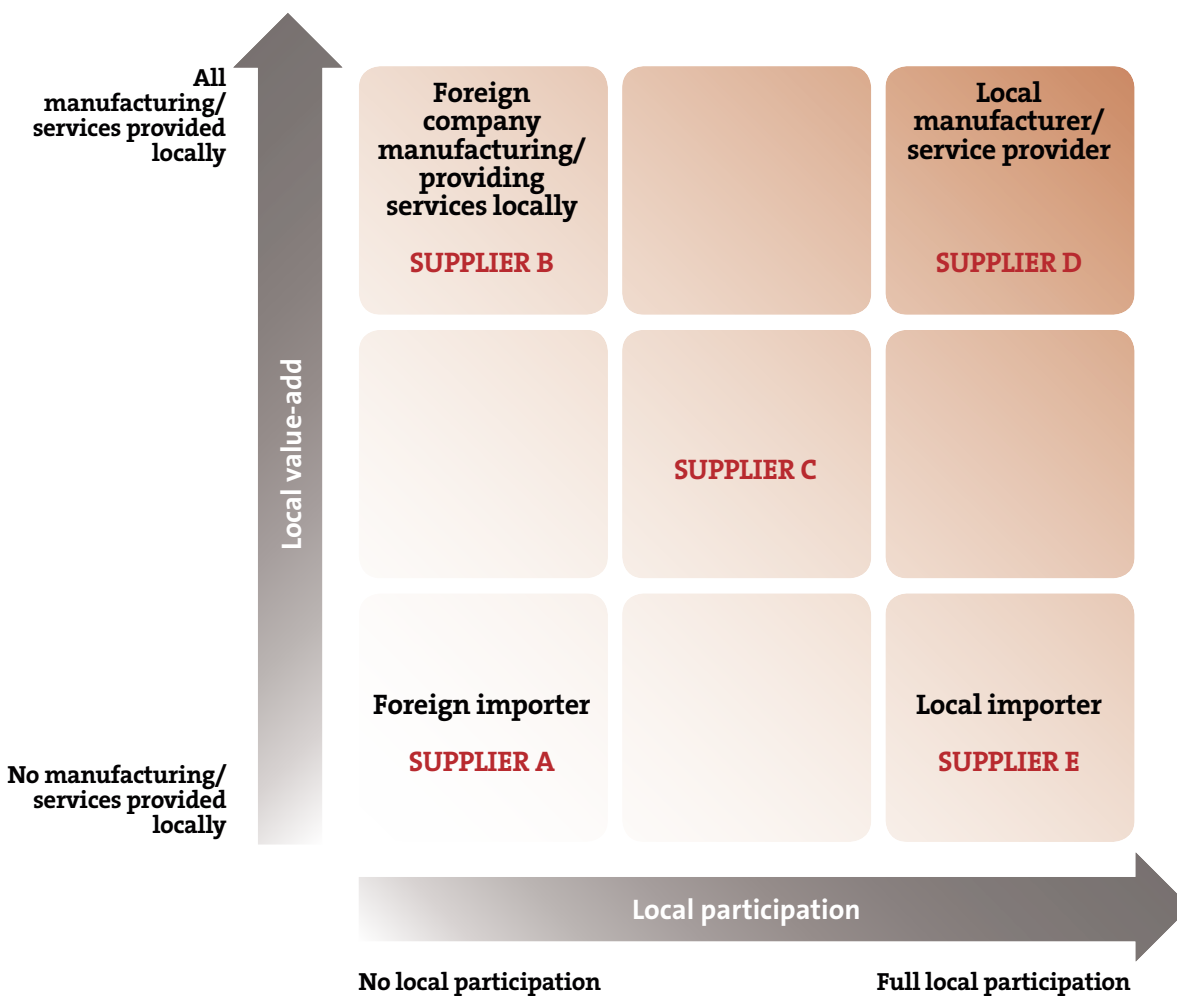 All
manufacturing/
services provided
locally
Foreign
company
manufacturing/
providing
services locally
SUPPLIER B
Local
manufacturer/
service provider
SUPPLIER D
Local value-add
SUPPLIER C
Foreign importer
SUPPLIER A
Local importer
SUPPLIER E
No manufacturing/
services provided
locally
Local participation
No local participation
Full local participation